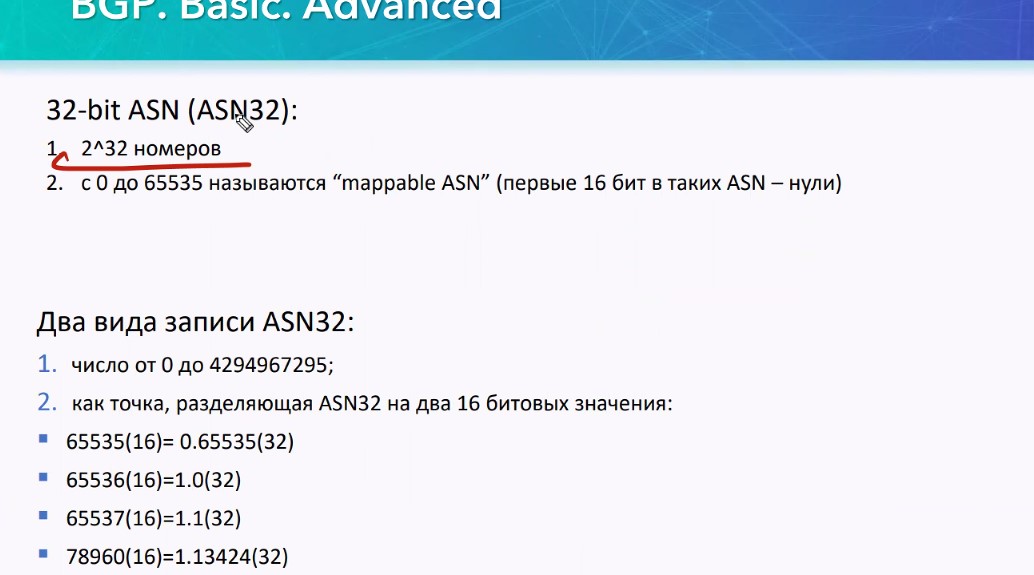 BGP. Basic. Advanced
32-bit ASN (ASN32):
1. 2^32 номеров
2. с 0 до 65535 называются “mappable ASN” (первые 16 бит в таких ASN – нули)
Два вида записи ASN32:
1. число от 0 до 4294967295;
2. как точка, разделяющая ASN32 на два 16 битовых значения:
▪ 65535(16)= 0.65535(32)
▪ 65536(16)=1.0(32)
▪ 65537(16)=1.1(32)
▪ 78960(16)=1.13424(32)